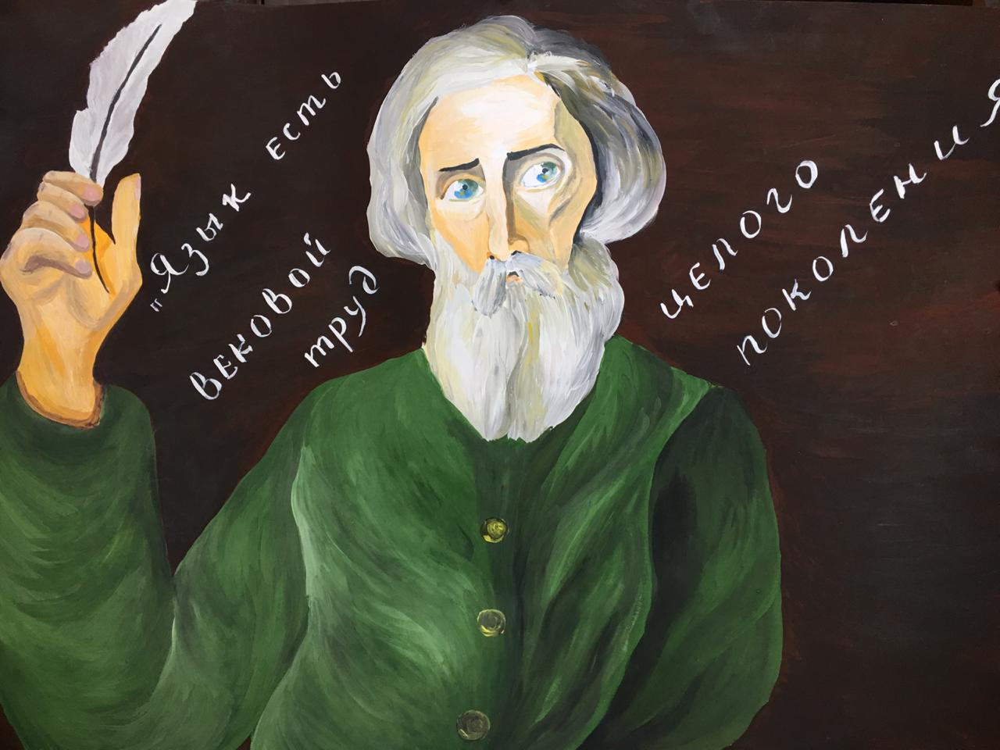 "Язык есть
вековой
труд
целого
поколения